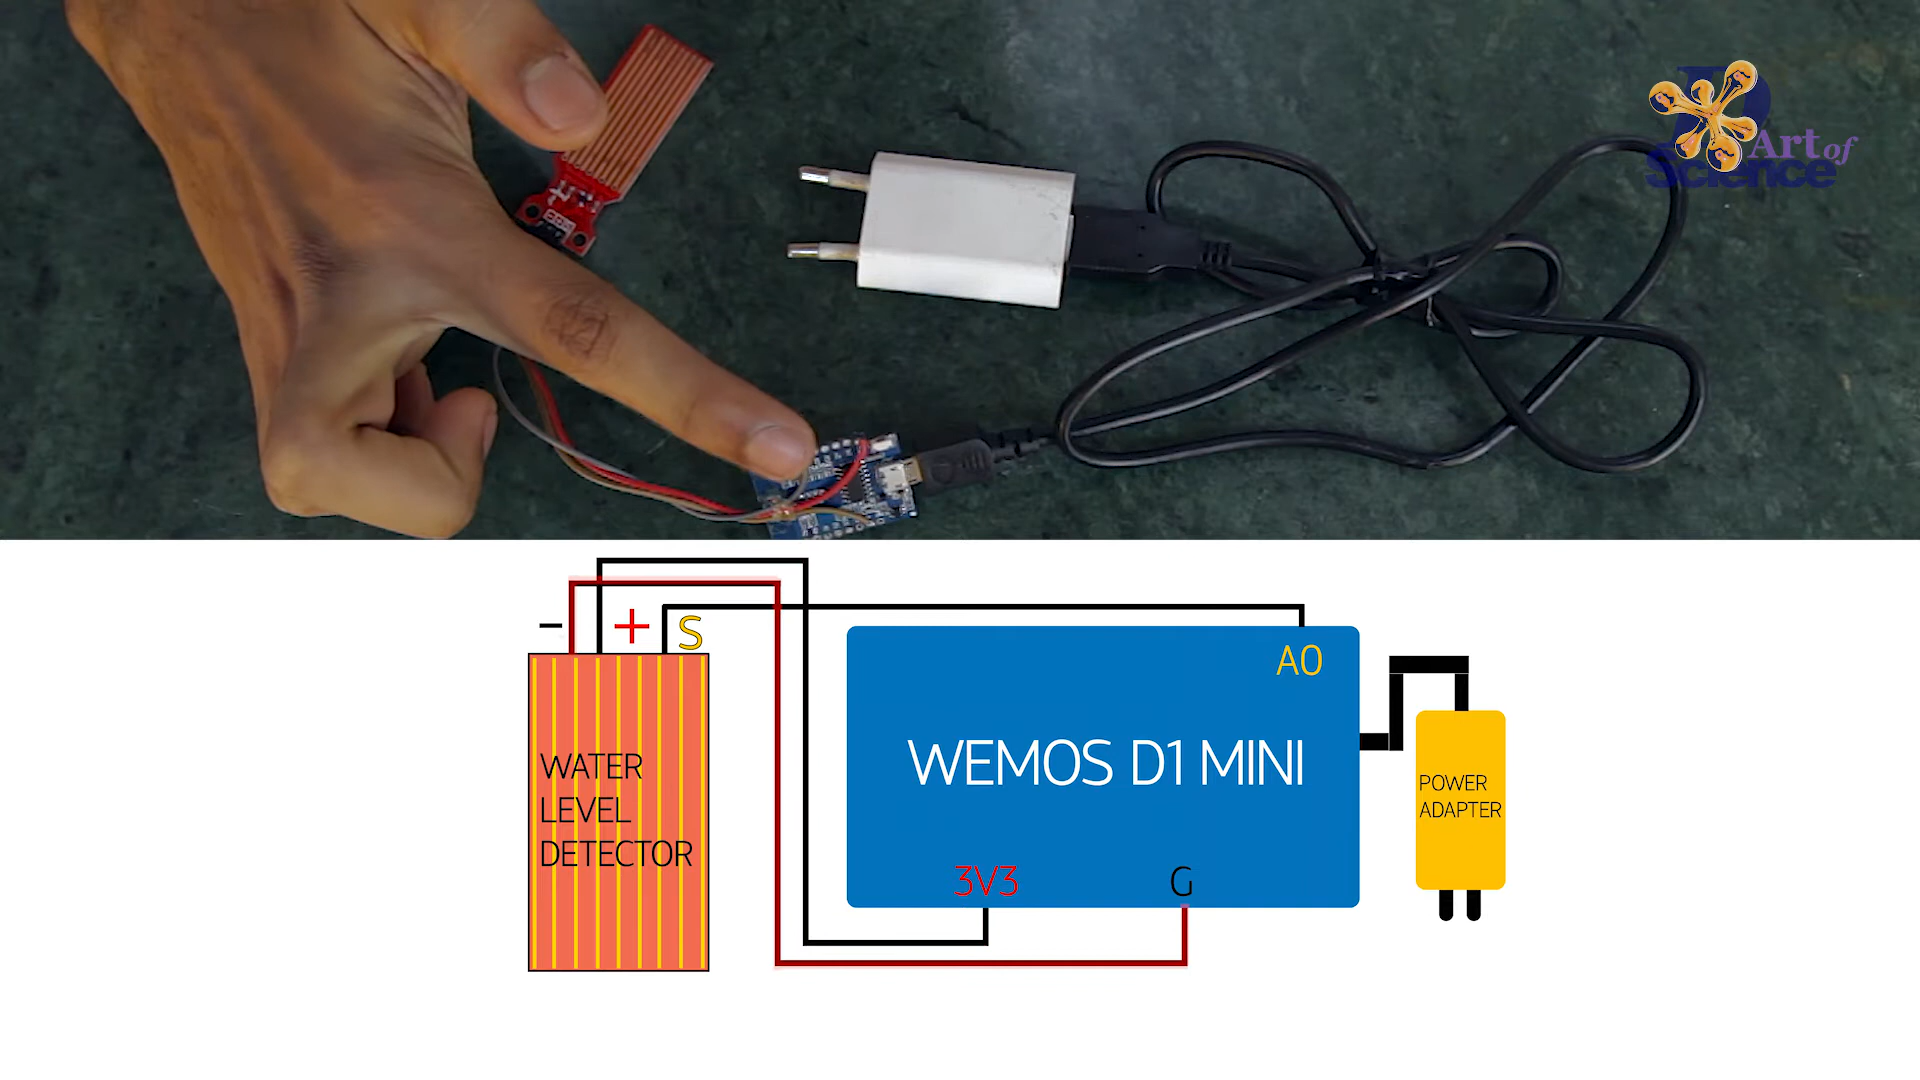 D
Art of
Science
− + S
A0
WATER
LEVEL
DETECTOR
WEMOS D1 MINI
POWER
ADAPTER
3V3
G